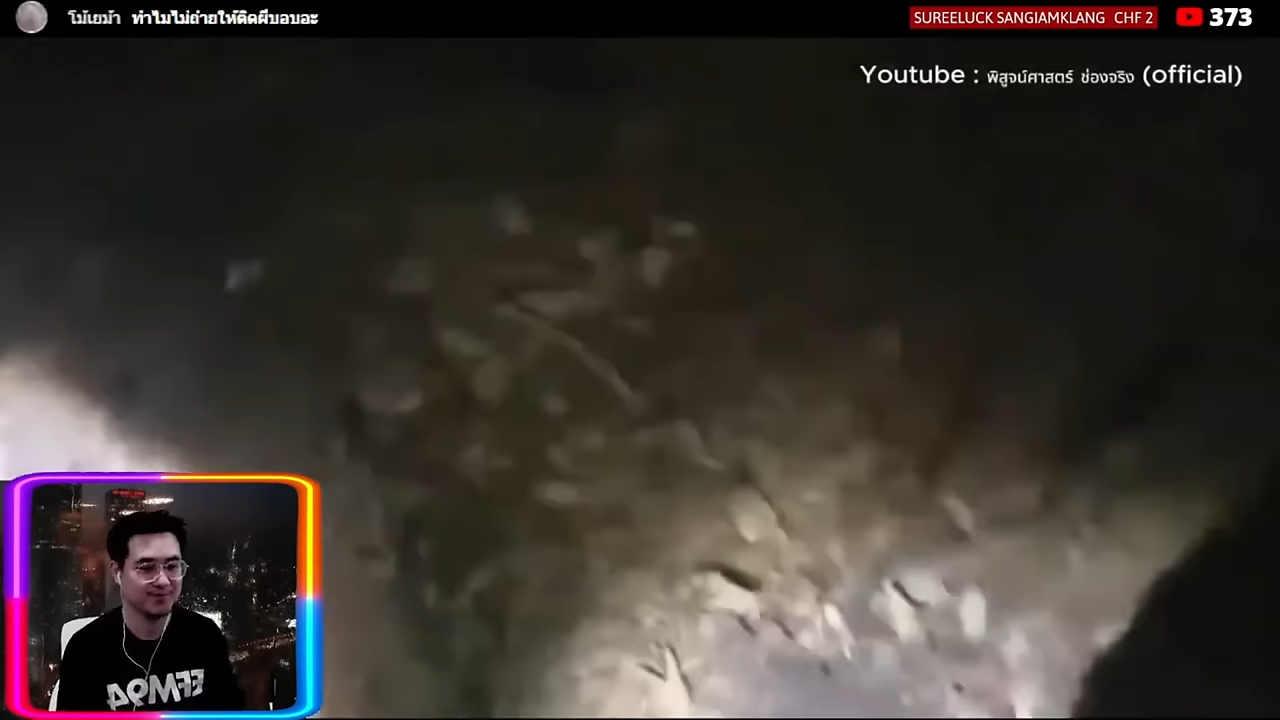 โม้เยม้า ทำไมไม่ถ่ายให้ติดผีบอบอะ
SUREELUCK SANGIAMKLANG CHF 2
373
Youtube : พิสูจน์ศาสตร์ ช่องจริง (official)
EFM94